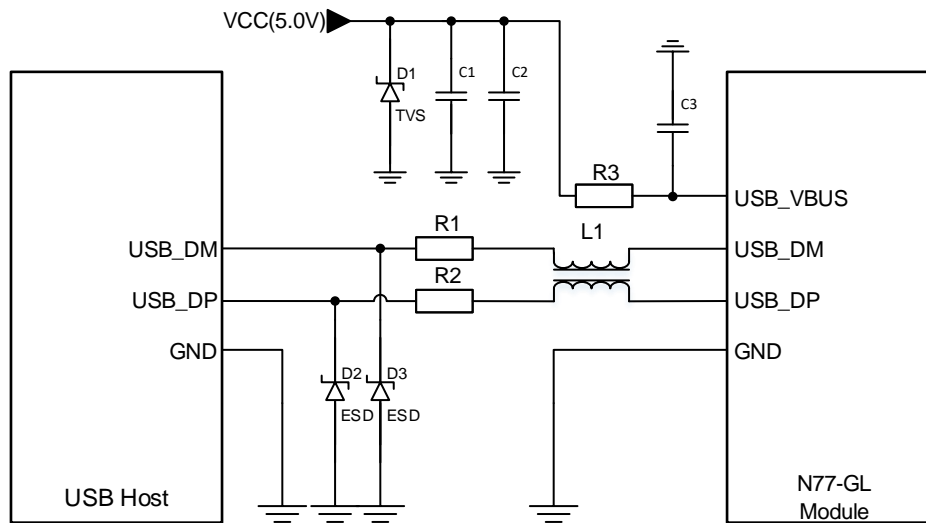 VCC(5.0V)
D1
TVS
C1
C2
C3
R3
USB_VBUS
R1
L1
USB_DM
USB_DM
R2
USB_DP
USB_DP
GND
GND
D2
ESD
D3
ESD
USB Host
N77-GL
Module